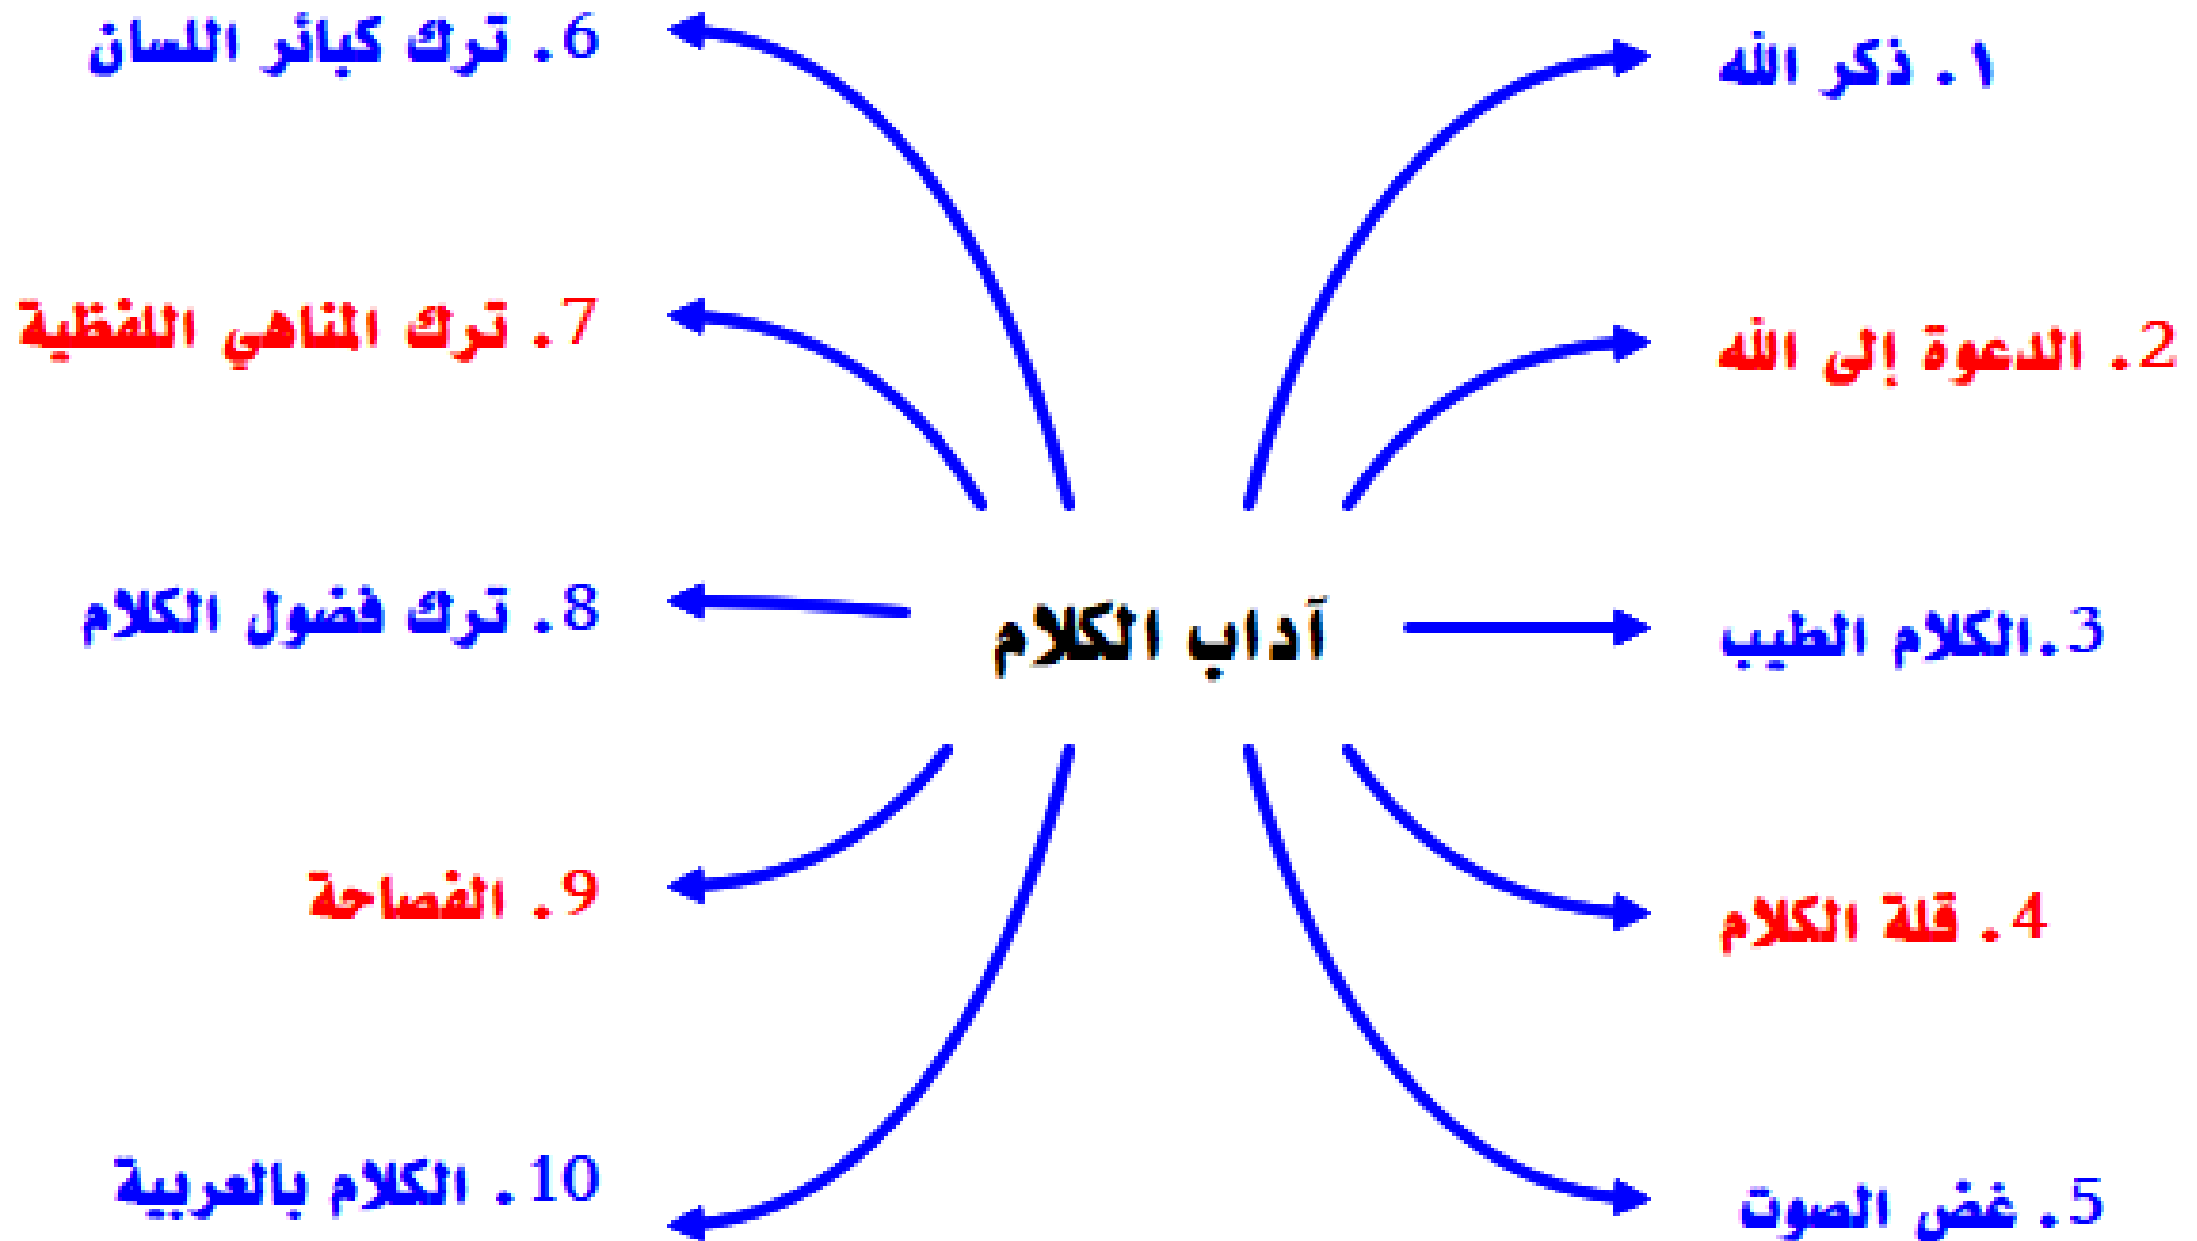 ١. ذكر الله
2. الدعوة إلى الله
3.الكلام الطيب
4. قلة الكلام
5. غض الصوت
آداب الكلام
6. ترك كبائر اللسان
7. ترك المناهي اللفظية
8. ترك فضول الكلام
9. الفصاحة
10. الكلام بالعربية